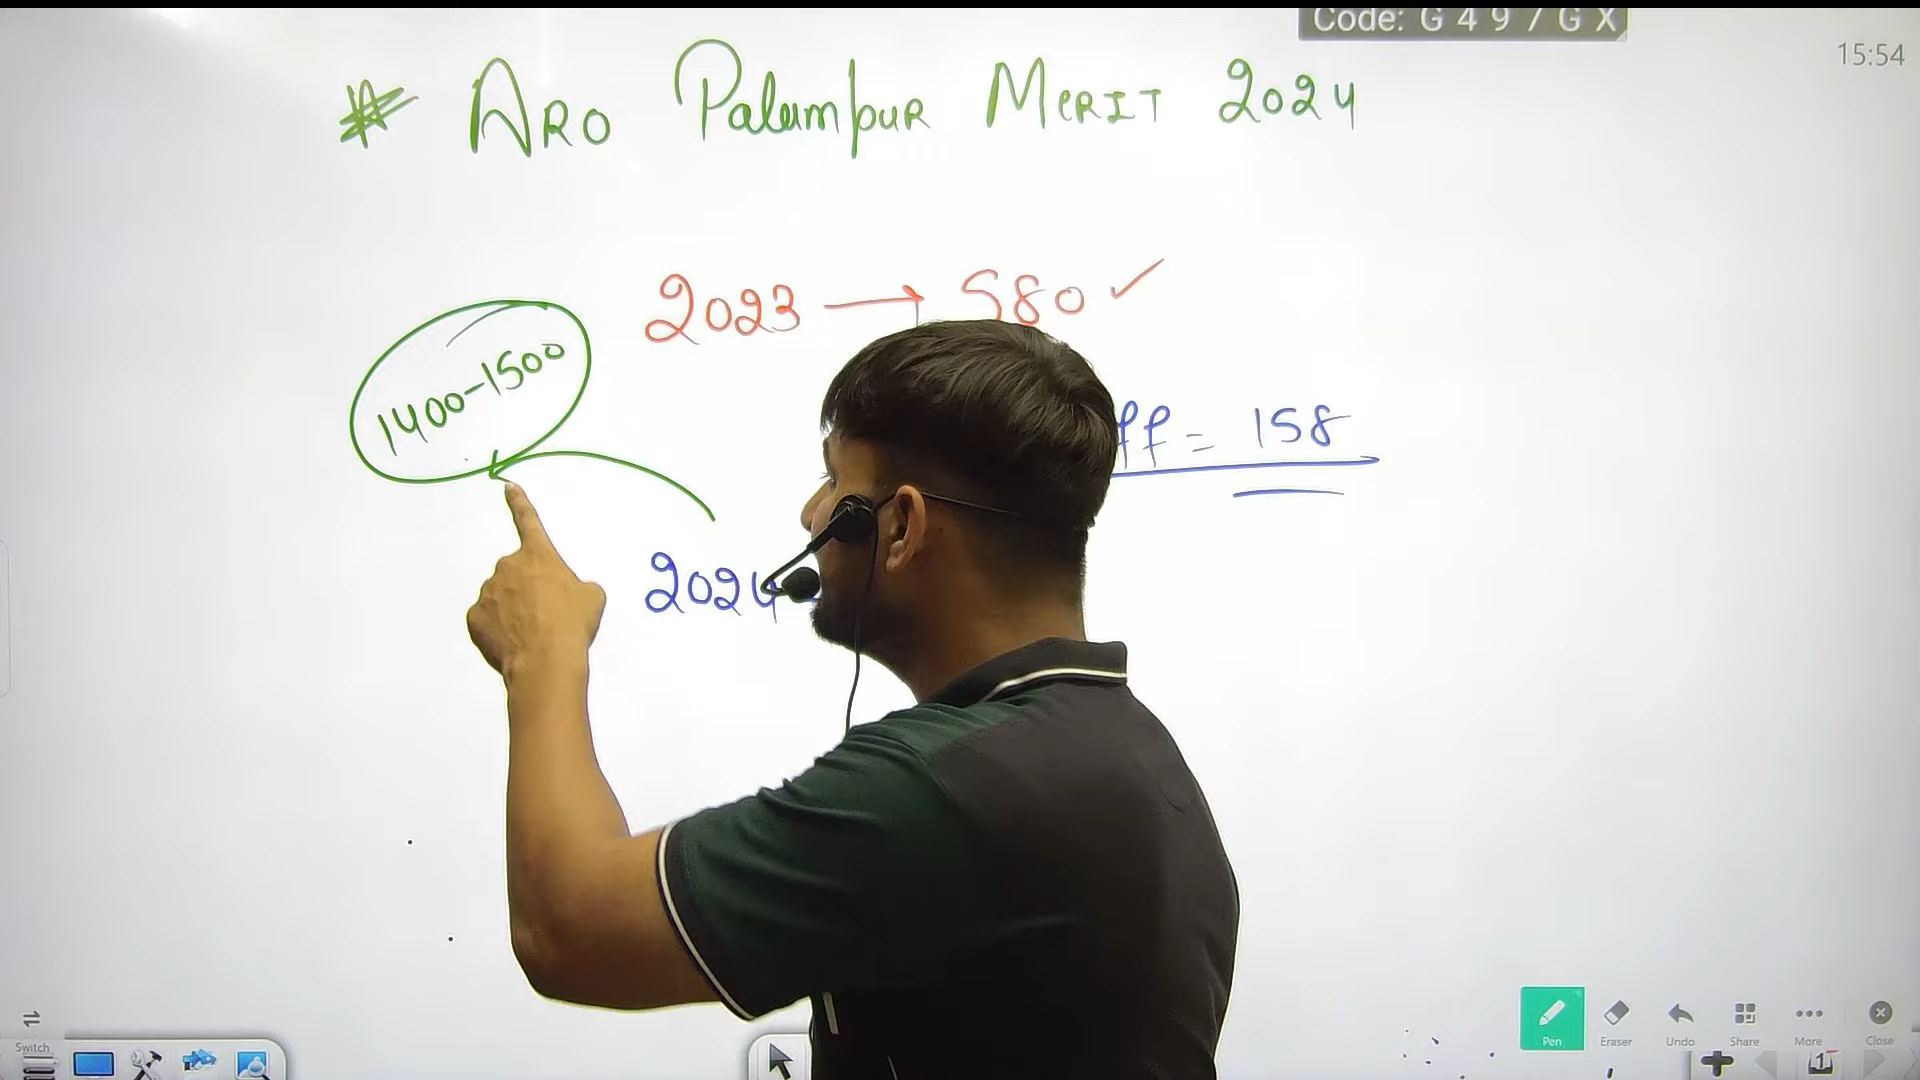 Code: G 4 9 7 G X
15:54
# ARO Palampur MERIT 2024
2023 → 580 ✓
1400-1500
ff = 158
2024
Switch
Pen
Eraser
Undo
Share
More
Close
1